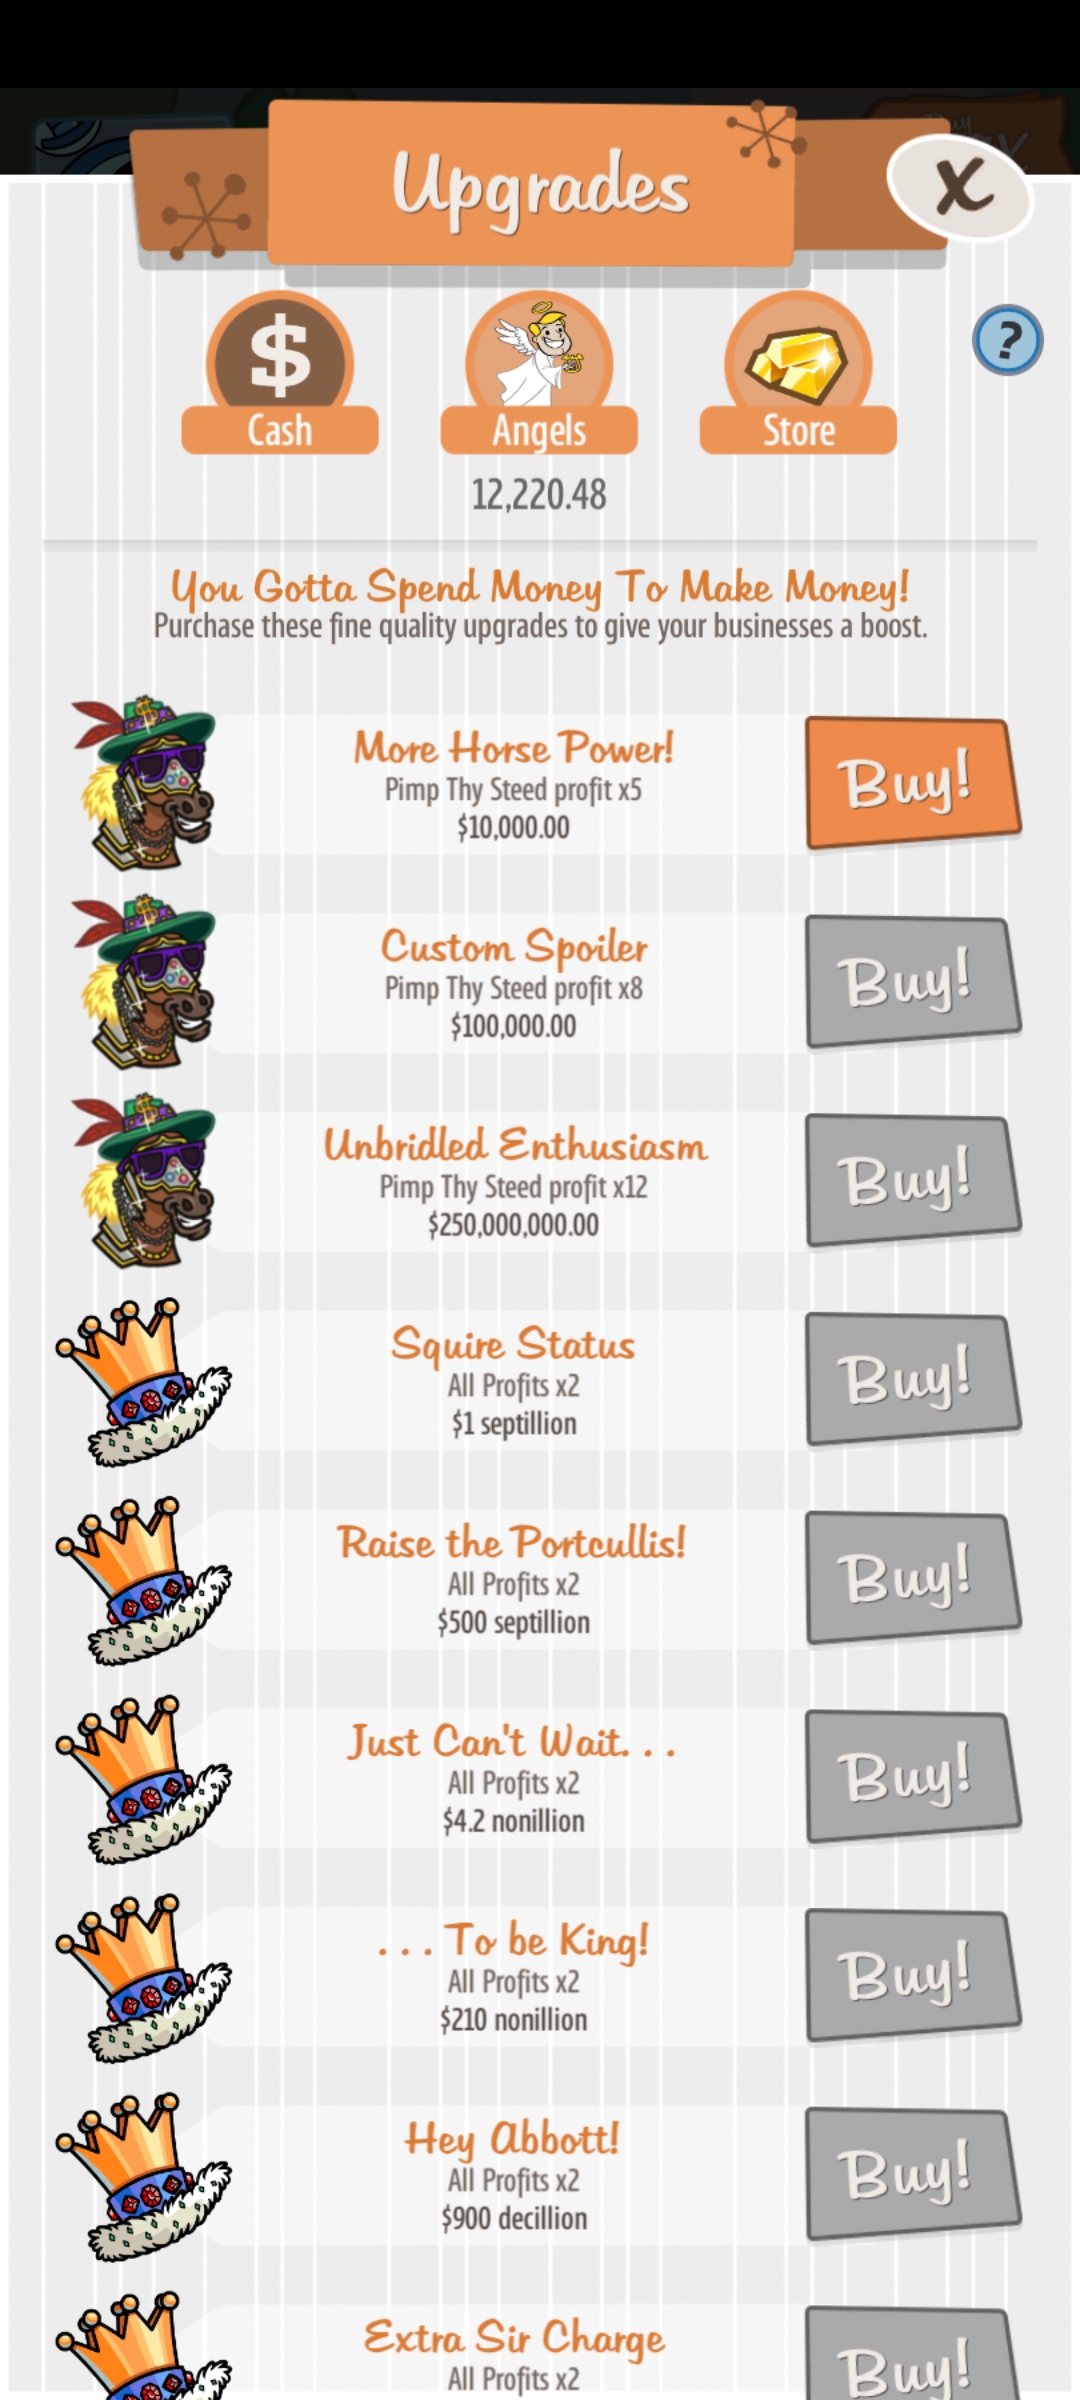 Upgrades
X
$
?
Cash
Angels
Store
12,220.48
You Gotta Spend Money To Make Money!
Purchase these fine quality upgrades to give your businesses a boost.
More Horse Power!
Pimp Thy Steed profit x5
$10,000.00
Buy!
Custom Spoiler
Pimp Thy Steed profit x8
$100,000.00
Buy!
Unbridled Enthusiasm
Pimp Thy Steed profit x12
$250,000,000.00
Buy!
Squire Status
All Profits x2
$1 septillion
Buy!
Raise the Portcullis!
All Profits x2
$500 septillion
Buy!
Just Can't Wait. . .
All Profits x2
$4.2 nonillion
Buy!
. . . To be King!
All Profits x2
$210 nonillion
Buy!
Hey Abbott!
All Profits x2
$900 decillion
Buy!
Extra Sir Charge
All Profits x2
Buy!